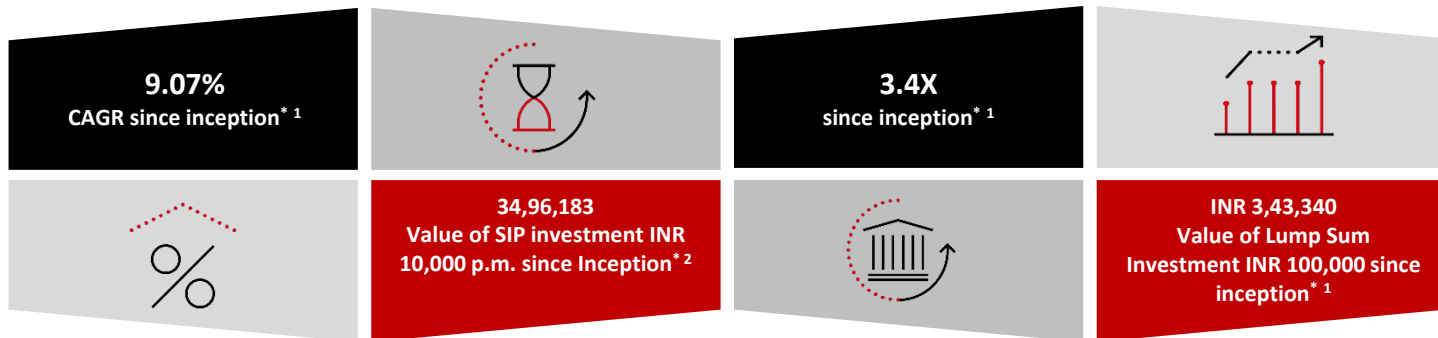 9.07%
CAGR since inception* 1
3.4X
since inception* 1
34,96,183
Value of SIP investment INR
10,000 p.m. since Inception* 2
INR 3,43,340
Value of Lump Sum
Investment INR 100,000 since
inception* 1